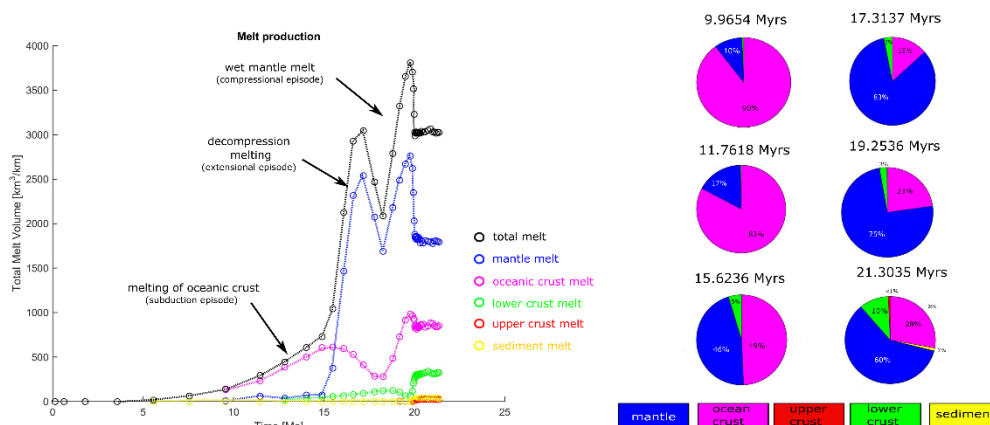 Melt production
wet mantle melt
(compressional episode)
decompression
melting
(extensional episode)
melting of oceanic crust
(subduction episode)
Total Melt Volume [km³/km]
4000
3500
3000
2500
2000
1500
1000
500
0
0
5
10
15
20
25
total melt
mantle melt
oceanic crust melt
lower crust melt
upper crust melt
sediment melt
9.9654 Myrs
10%
90%
17.3137 Myrs
83%
11.7618 Myrs
17%
83%
19.2536 Myrs
23%
75%
15.6236 Myrs
5%
46%
49%
21.3035 Myrs
<1%
10%
28%
60%
mantle
ocean
crust
upper
crust
lower
crust